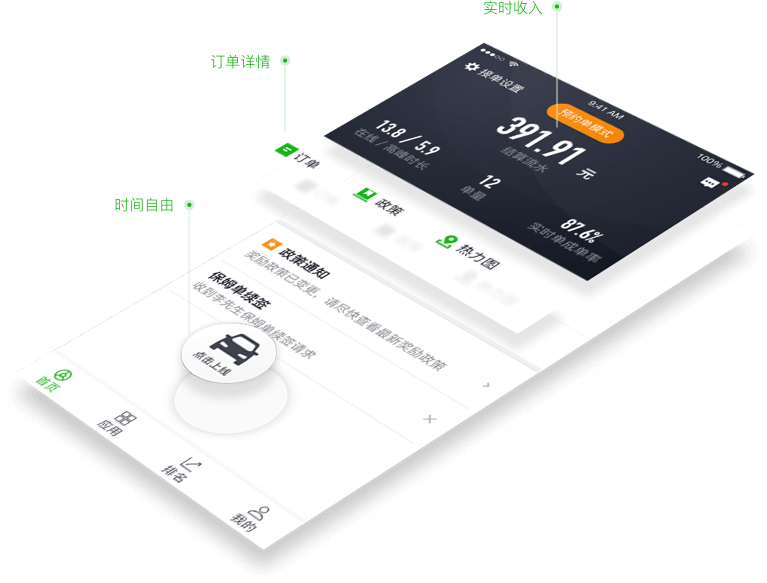 实时收入
订单详情
时间自由
9:41 AM
100%
接单设置
预约单模式
391.91 元
结算流水
13.8 / 5.9
在线 / 高峰时长
12
单量
87.6%
实时单成单率
订单
政策
热力图
政策通知
奖励政策已变更，请尽快查看最新奖励政策
保姆单续签
收到李先生保姆单续签请求
点击上线
首页
应用
排名
我的